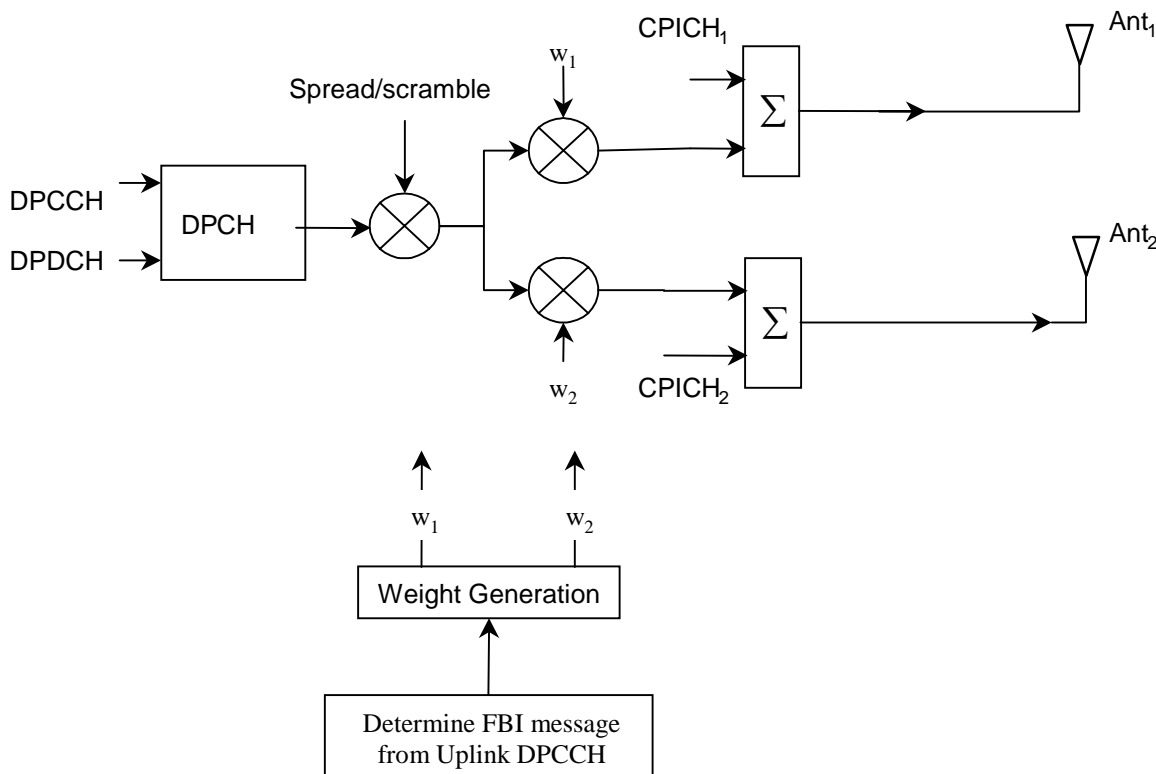 CPICH1
Ant1
w1
Spread/scramble
Σ
DPCCH
DPCH
DPDCH
Ant2
Σ
w2
CPICH2
w1
w2
Weight Generation
Determine FBI message
from Uplink DPCCH